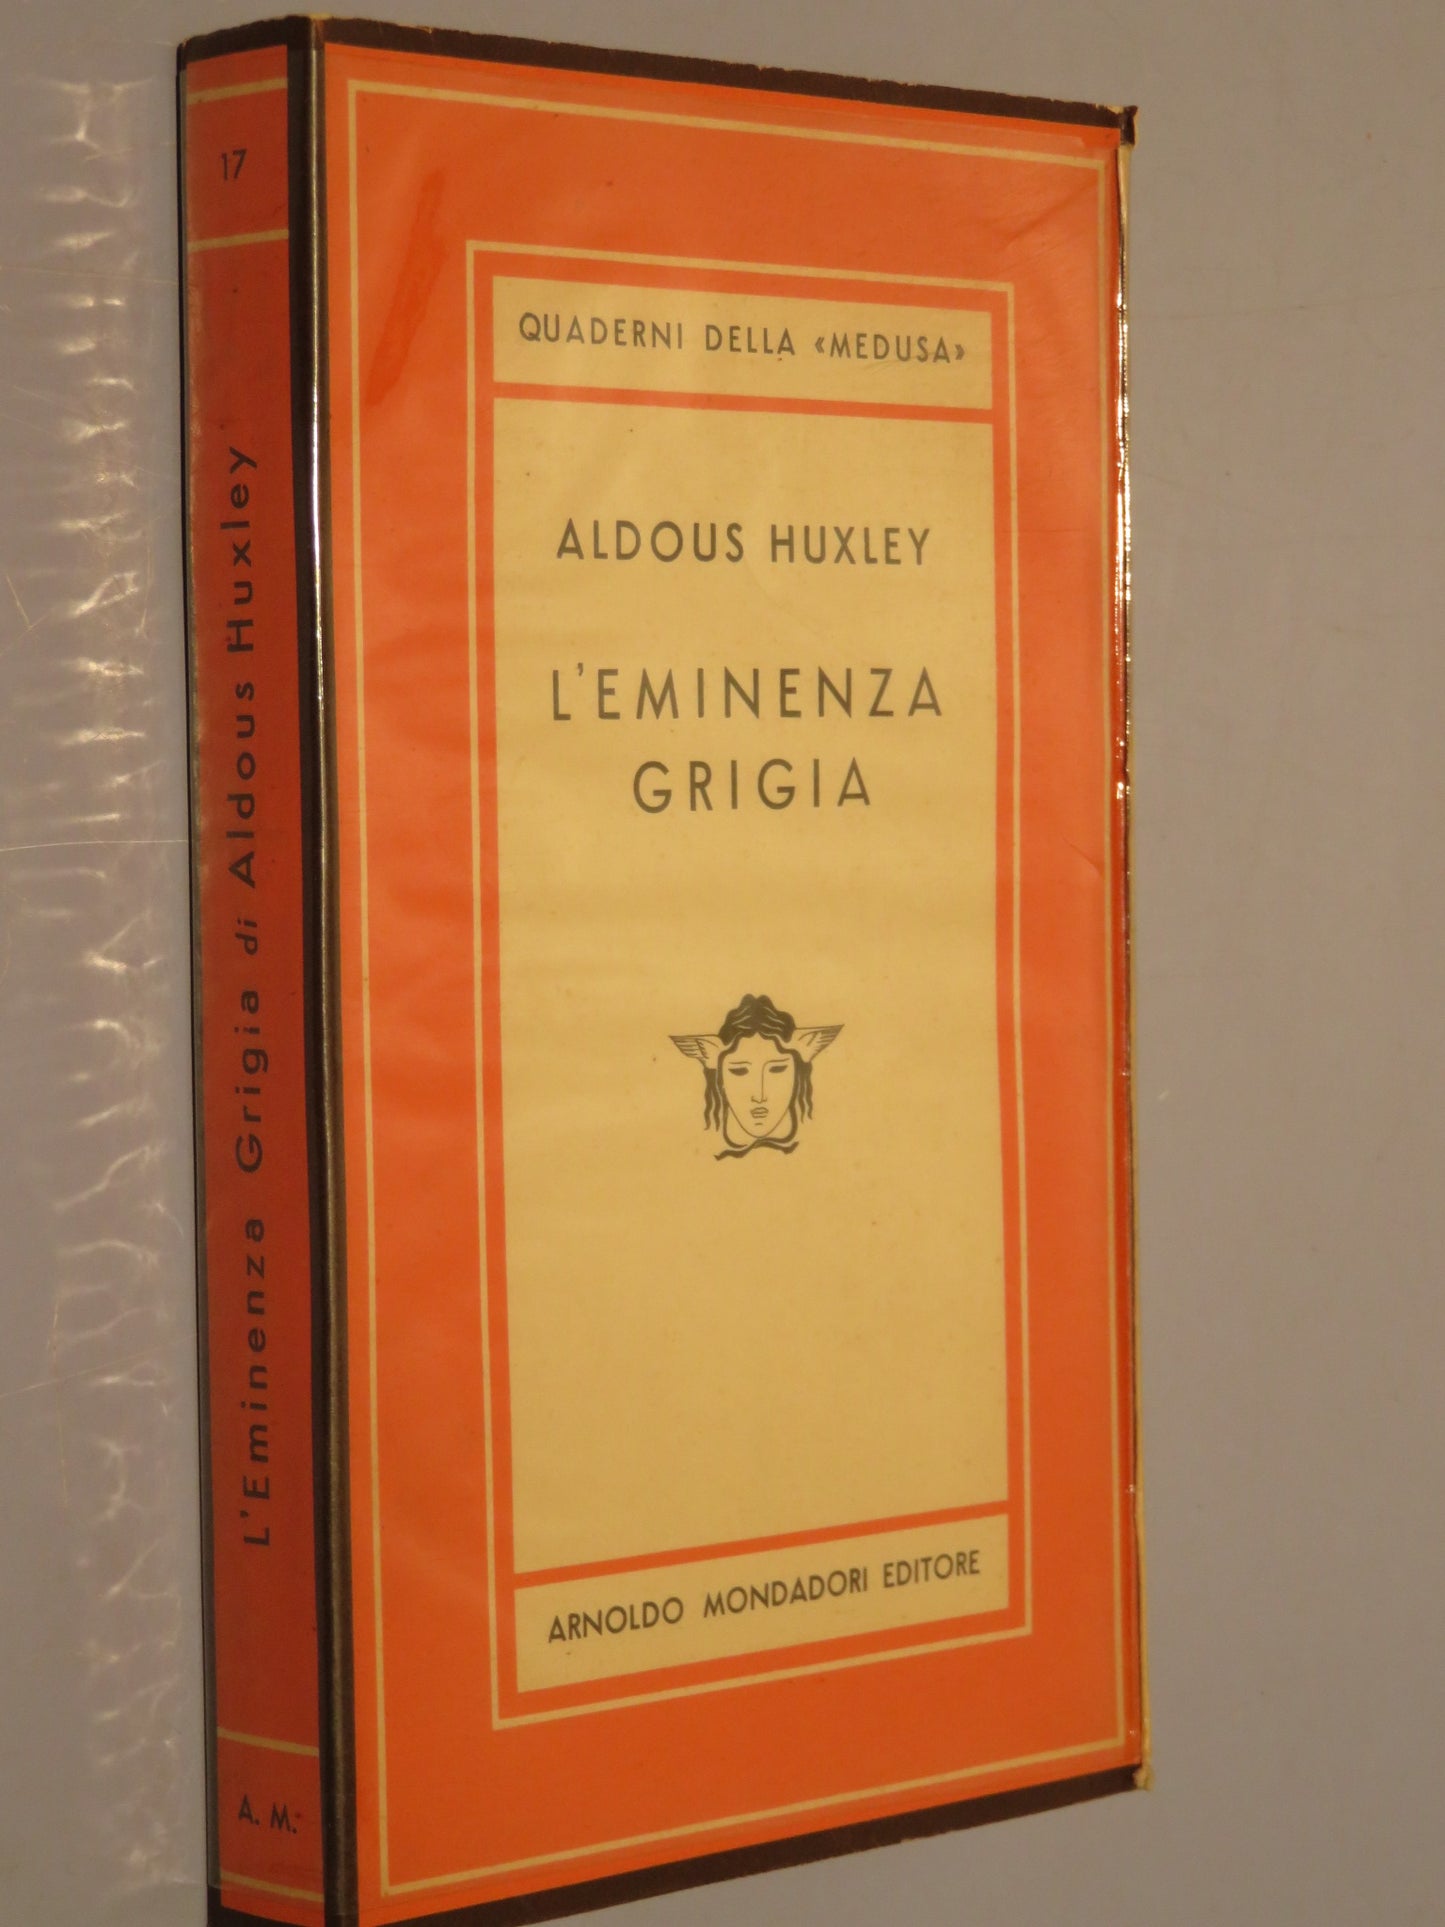 17
L'Eminenza Grigia di Aldous Huxley
A. M.
QUADERNI DELLA «MEDUSA»
ALDOUS HUXLEY
L'EMINENZA
GRIGIA
ARNOLDO MONDADORI EDITORE